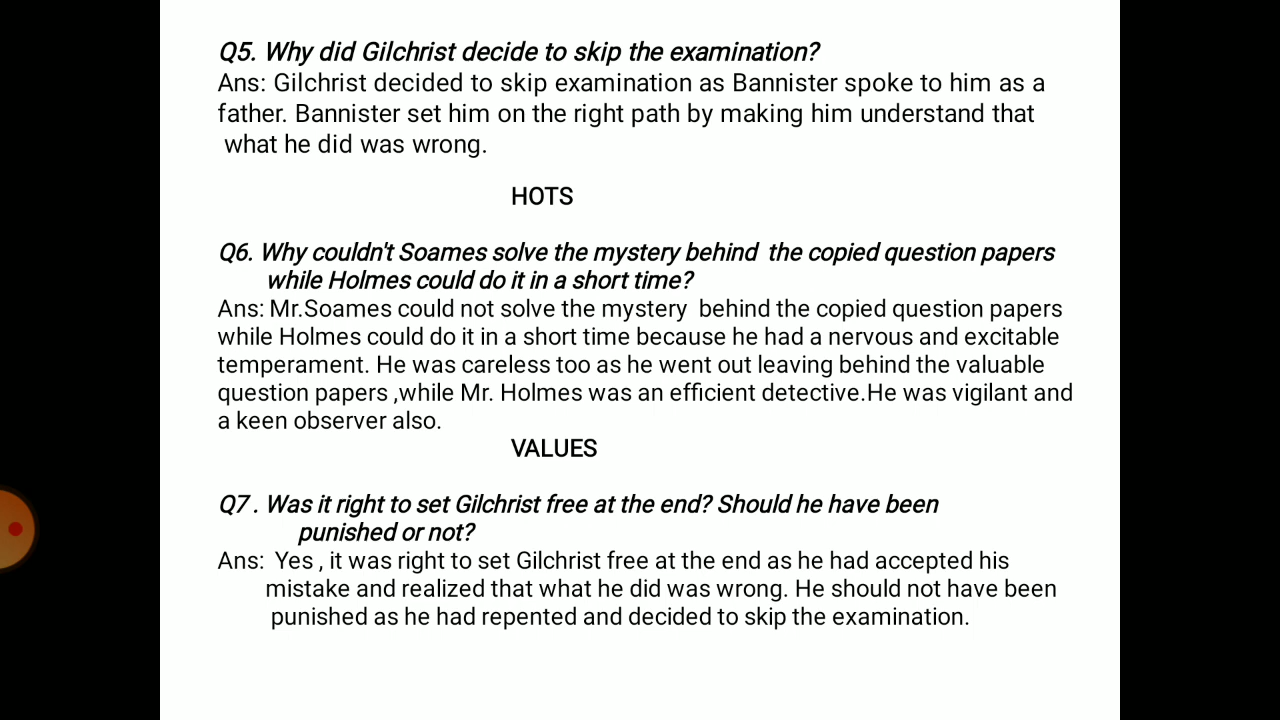 Q5. Why did Gilchrist decide to skip the examination?
Ans: Gilchrist decided to skip examination as Bannister spoke to him as a
father. Bannister set him on the right path by making him understand that
what he did was wrong.
HOTS
Q6. Why couldn't Soames solve the mystery behind  the copied question papers
while Holmes could do it in a short time?
Ans: Mr.Soames could not solve the mystery  behind the copied question papers
while Holmes could do it in a short time because he had a nervous and excitable
temperament. He was careless too as he went out leaving behind the valuable
question papers ,while Mr. Holmes was an efficient detective.He was vigilant and
a keen observer also.
VALUES
Q7 . Was it right to set Gilchrist free at the end? Should he have been
punished or not?
Ans:  Yes , it was right to set Gilchrist free at the end as he had accepted his
mistake and realized that what he did was wrong. He should not have been
punished as he had repented and decided to skip the examination.